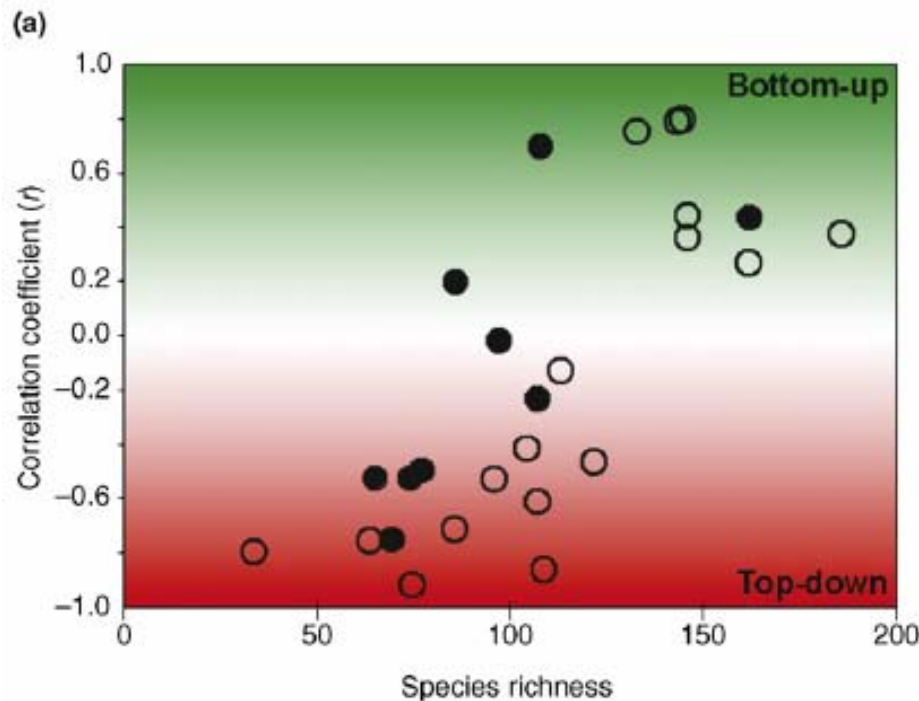 (a)
1.0
Bottom-up
0.6
0.2
0.0
−0.2
−0.6
Top-down
−1.0
0 50 100 150 200
Correlation coefficient (r)
Species richness